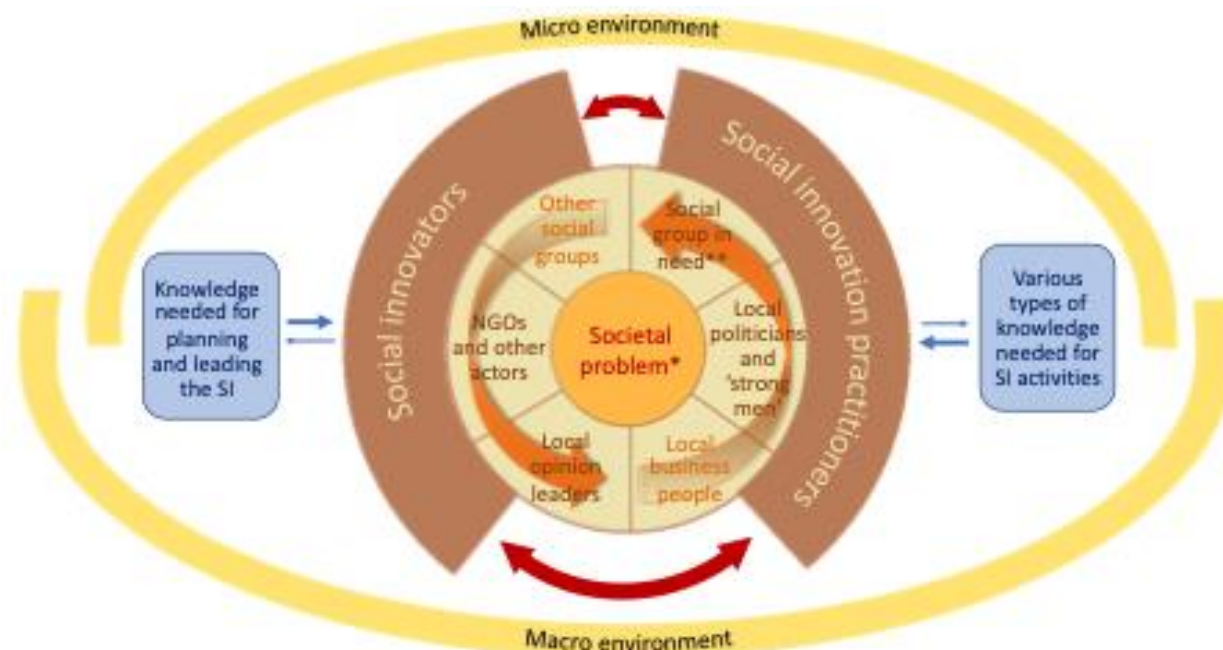 Micro environment
Social innovators
Social innovation practitioners
Other
social
groups
Social
group in
need**
Knowledge
needed for
planning
and leading
the SI
NGOs
and other
actors
Societal
problem*
Local
politicians
and
'strong
men'
Various
types of
knowledge
needed for
SI activities
Local
opinion
leaders
Local
business
people
Macro environment